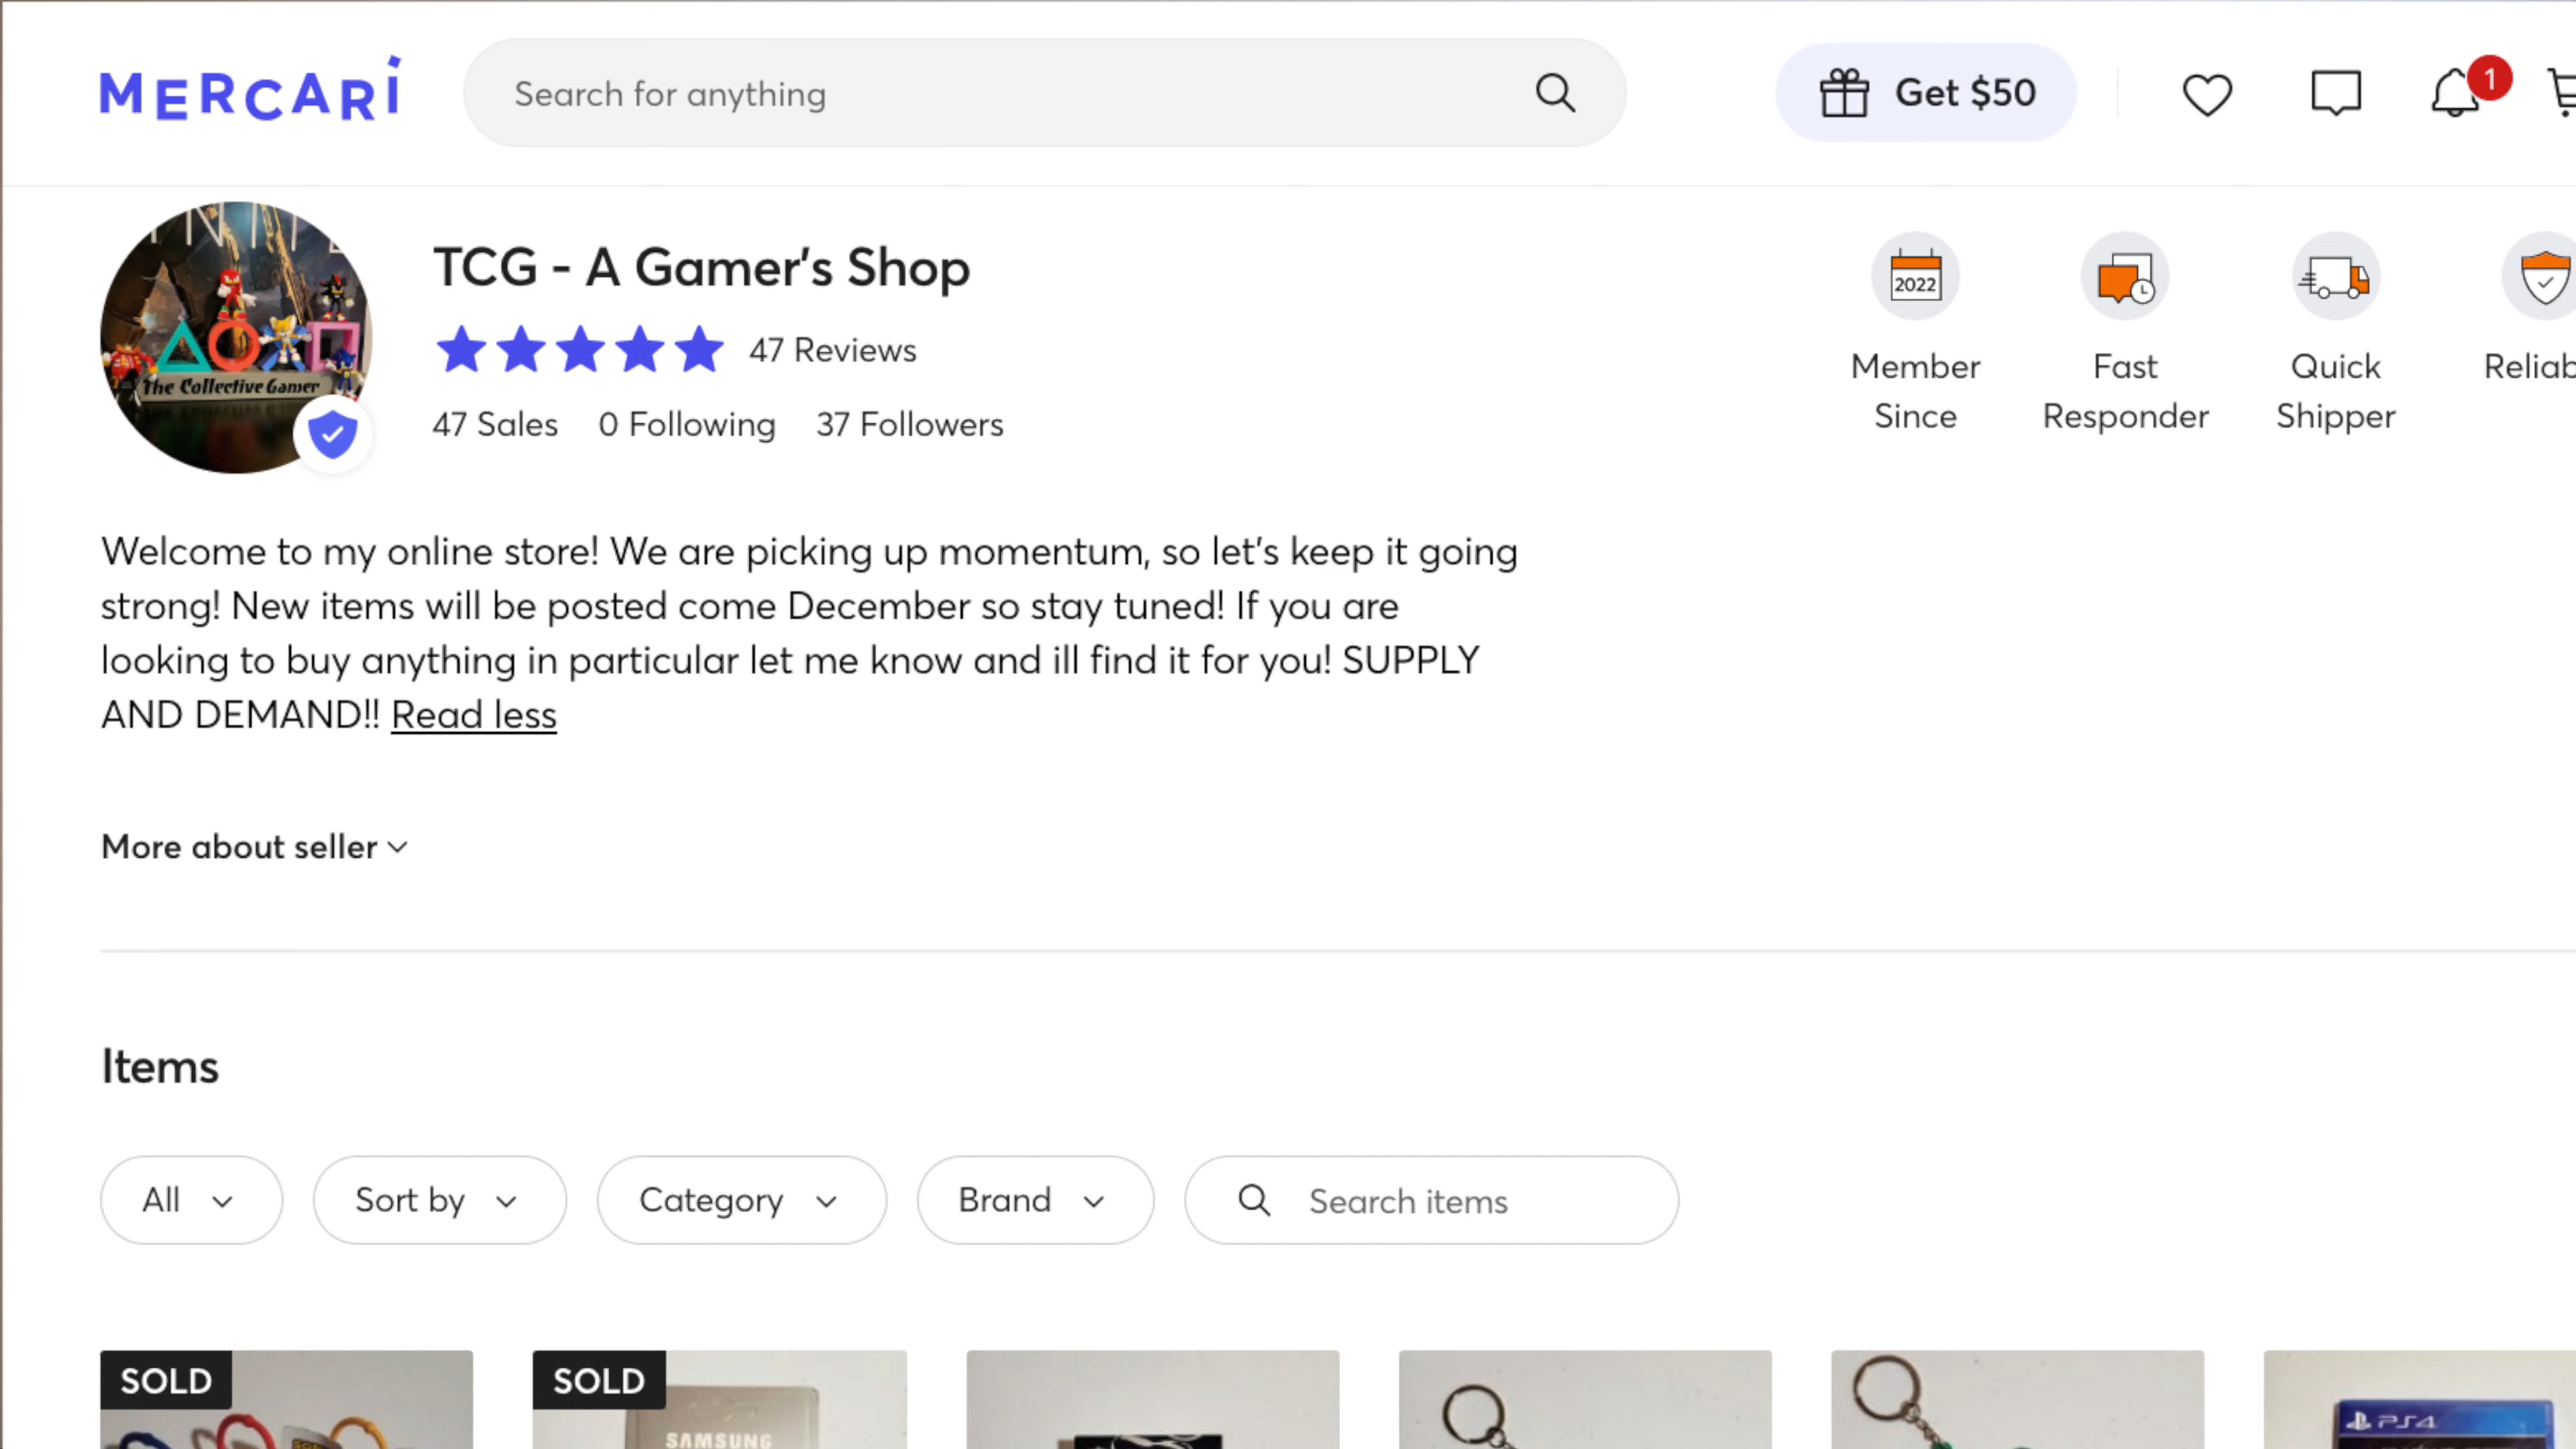 MERCARI
Search for anything
Get $50
1
TCG - A Gamer's Shop
47 Reviews
47 Sales 0 Following 37 Followers
The Collective Gamer
2022
Member Since
Fast Responder
Quick Shipper
Welcome to my online store! We are picking up momentum, so let's keep it going
strong! New items will be posted come December so stay tuned! If you are
looking to buy anything in particular let me know and ill find it for you! SUPPLY
AND DEMAND!! Read less
More about seller
Items
All Sort by Category Brand Search items
SOLD SOLD
SAMSUNG
PS4